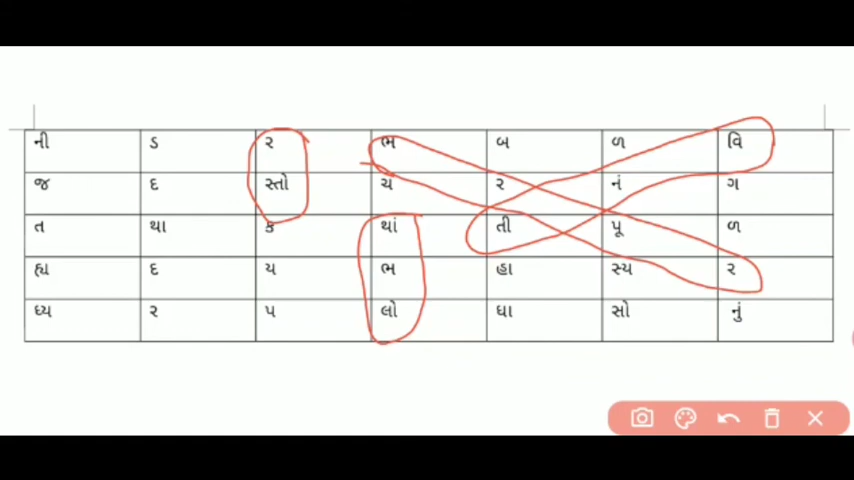 ની ડ ર ભ બ ળ વિ
જ દ સ્તો ચ ર નં ગ
ત થા ક થાં તી પૂ ળ
હ્ય દ ય ભ હા સ્ય ર
ધ્ય ર પ લો ઘા સો નું